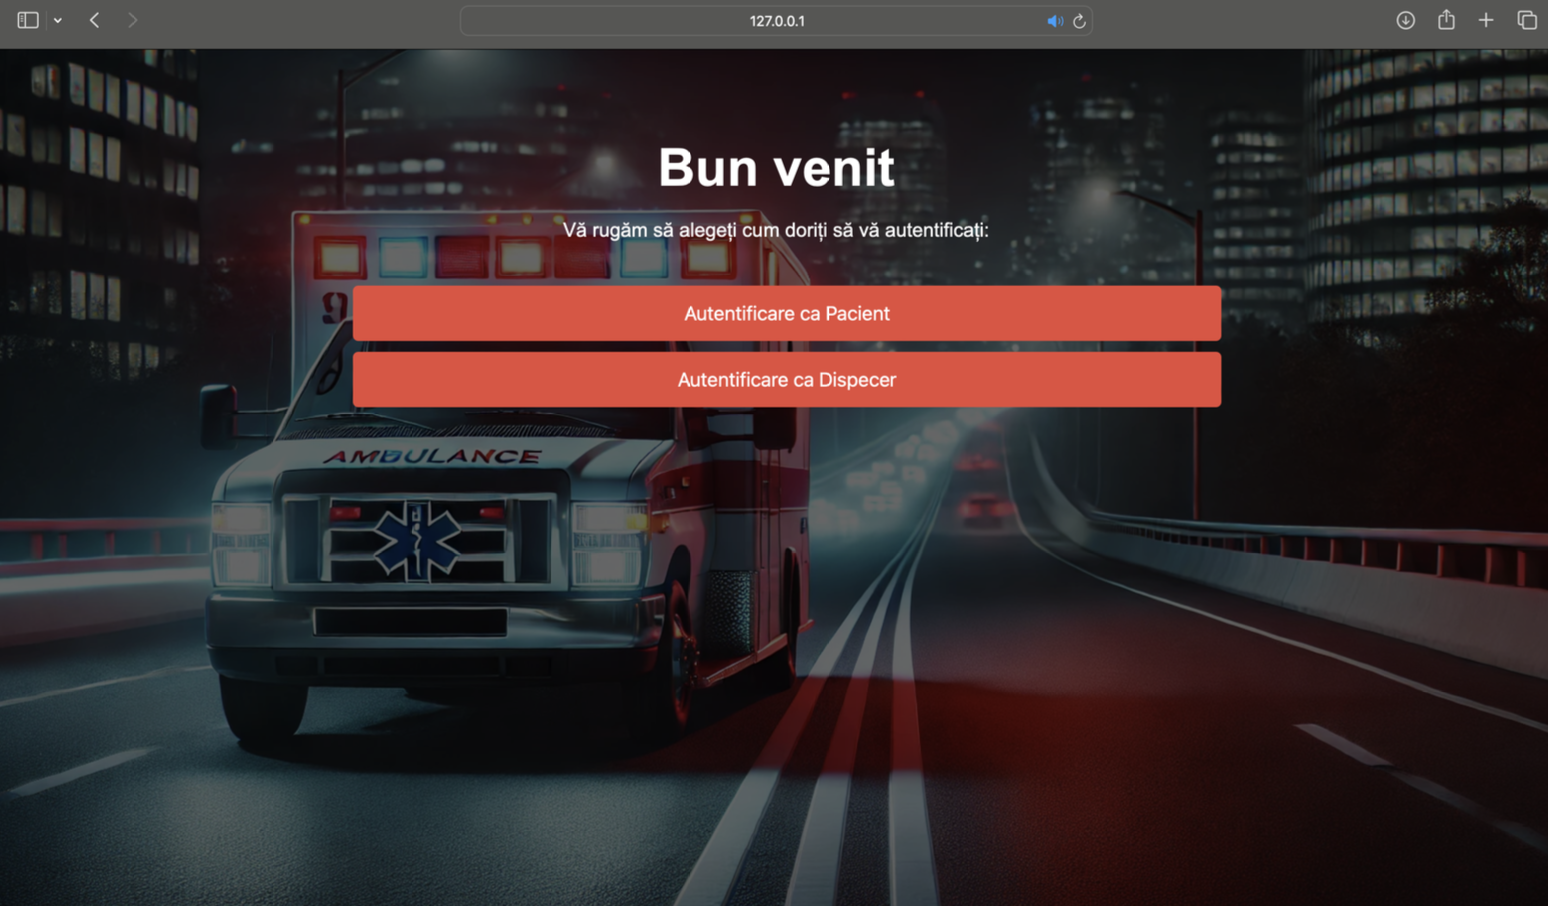 127.0.0.1
Bun venit
Vă rugăm să alegeți cum doriți să vă autentificați:
9
Autentificare ca Pacient
Autentificare ca Dispecer
AMBULANCE